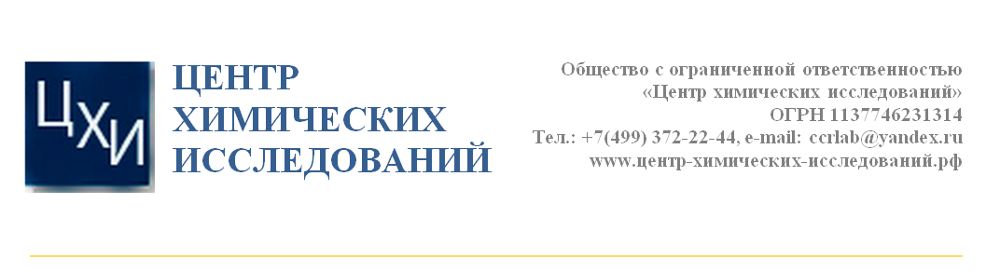 ЦХИ
ЦЕНТР
ХИМИЧЕСКИХ
ИССЛЕДОВАНИЙ
Общество с ограниченной ответственностью
«Центр химических исследований»
ОГРН 1137746231314
Тел.: +7(499) 372-22-44, e-mail: ccrlab@yandex.ru
www.центр-химических-исследований.рф